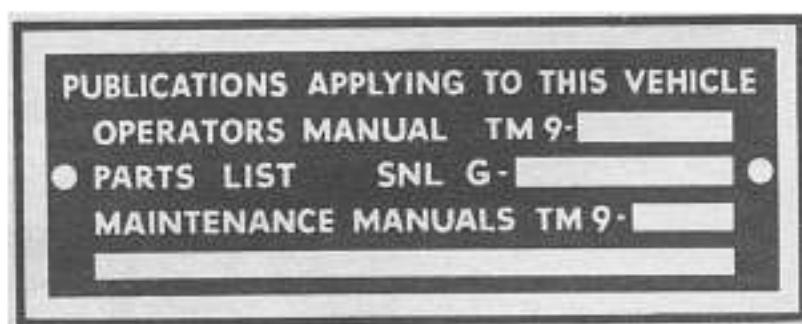 PUBLICATIONS APPLYING TO THIS VEHICLE
OPERATORS MANUAL TM 9-
PARTS LIST SNL G-
MAINTENANCE MANUALS TM 9-